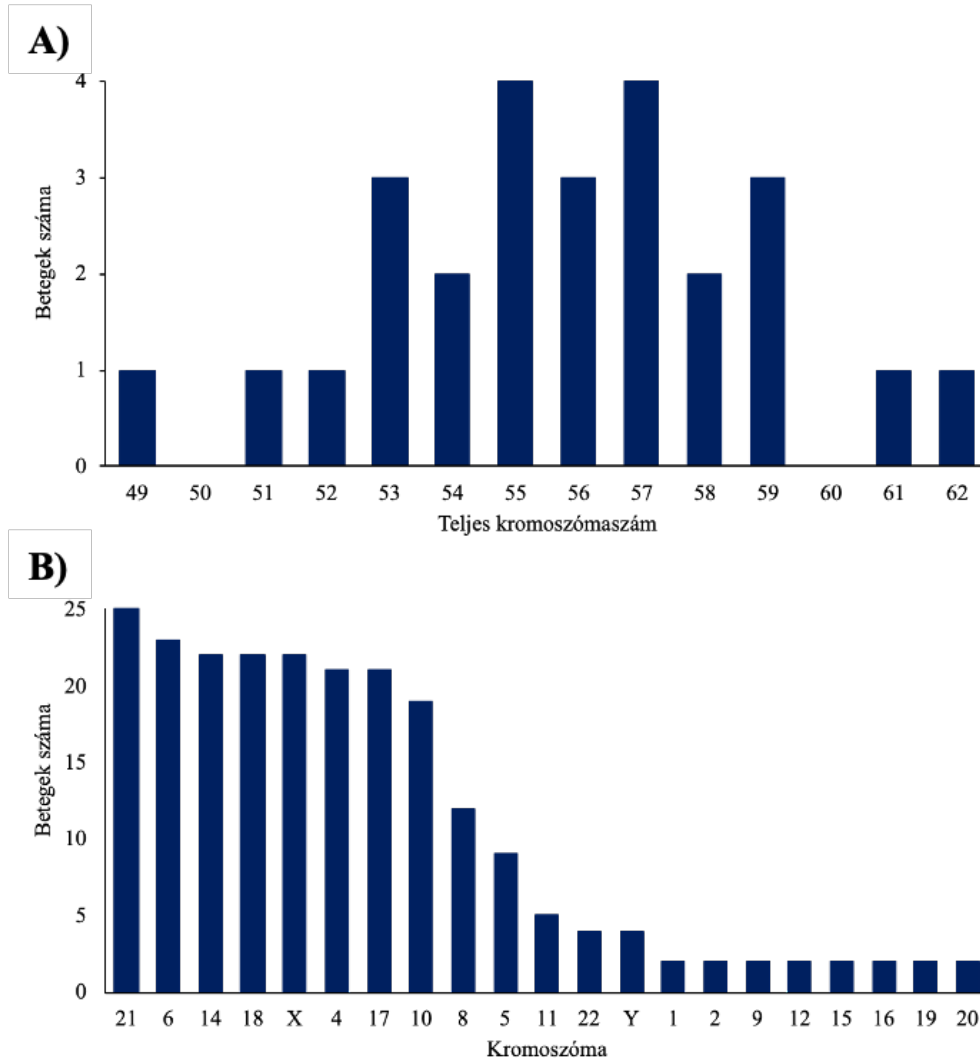 A)
4
3
2
1
0
Betegek száma
49 50 51 52 53 54 55 56 57 58 59 60 61 62
Teljes kromoszómaszám
B)
25
20
15
10
5
0
Betegek száma
21 6 14 18 X 4 17 10 8 5 11 22 Y 1 2 9 12 15 16 19 20
Kromoszóma